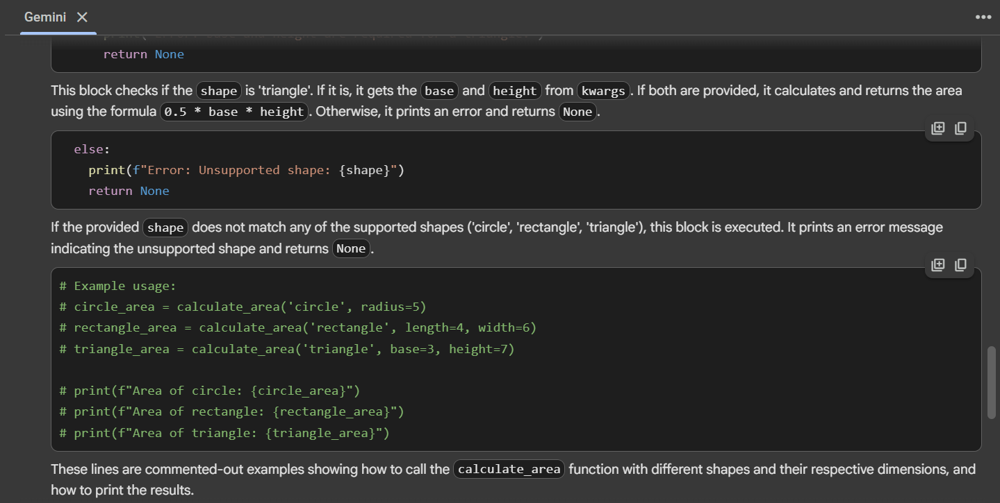 Gemini
return None
This block checks if the shape is 'triangle'. If it is, it gets the base and height from kwargs. If both are provided, it calculates and returns the area
using the formula 0.5 * base * height. Otherwise, it prints an error and returns None.
else:
print(f"Error: Unsupported shape: {shape}")
return None
If the provided shape does not match any of the supported shapes ('circle', 'rectangle', 'triangle'), this block is executed. It prints an error message
indicating the unsupported shape and returns None.
# Example usage:
# circle_area = calculate_area('circle', radius=5)
# rectangle_area = calculate_area('rectangle', length=4, width=6)
# triangle_area = calculate_area('triangle', base=3, height=7)
# print(f"Area of circle: {circle_area}")
# print(f"Area of rectangle: {rectangle_area}")
# print(f"Area of triangle: {triangle_area}")
These lines are commented-out examples showing how to call the calculate_area function with different shapes and their respective dimensions, and
how to print the results.